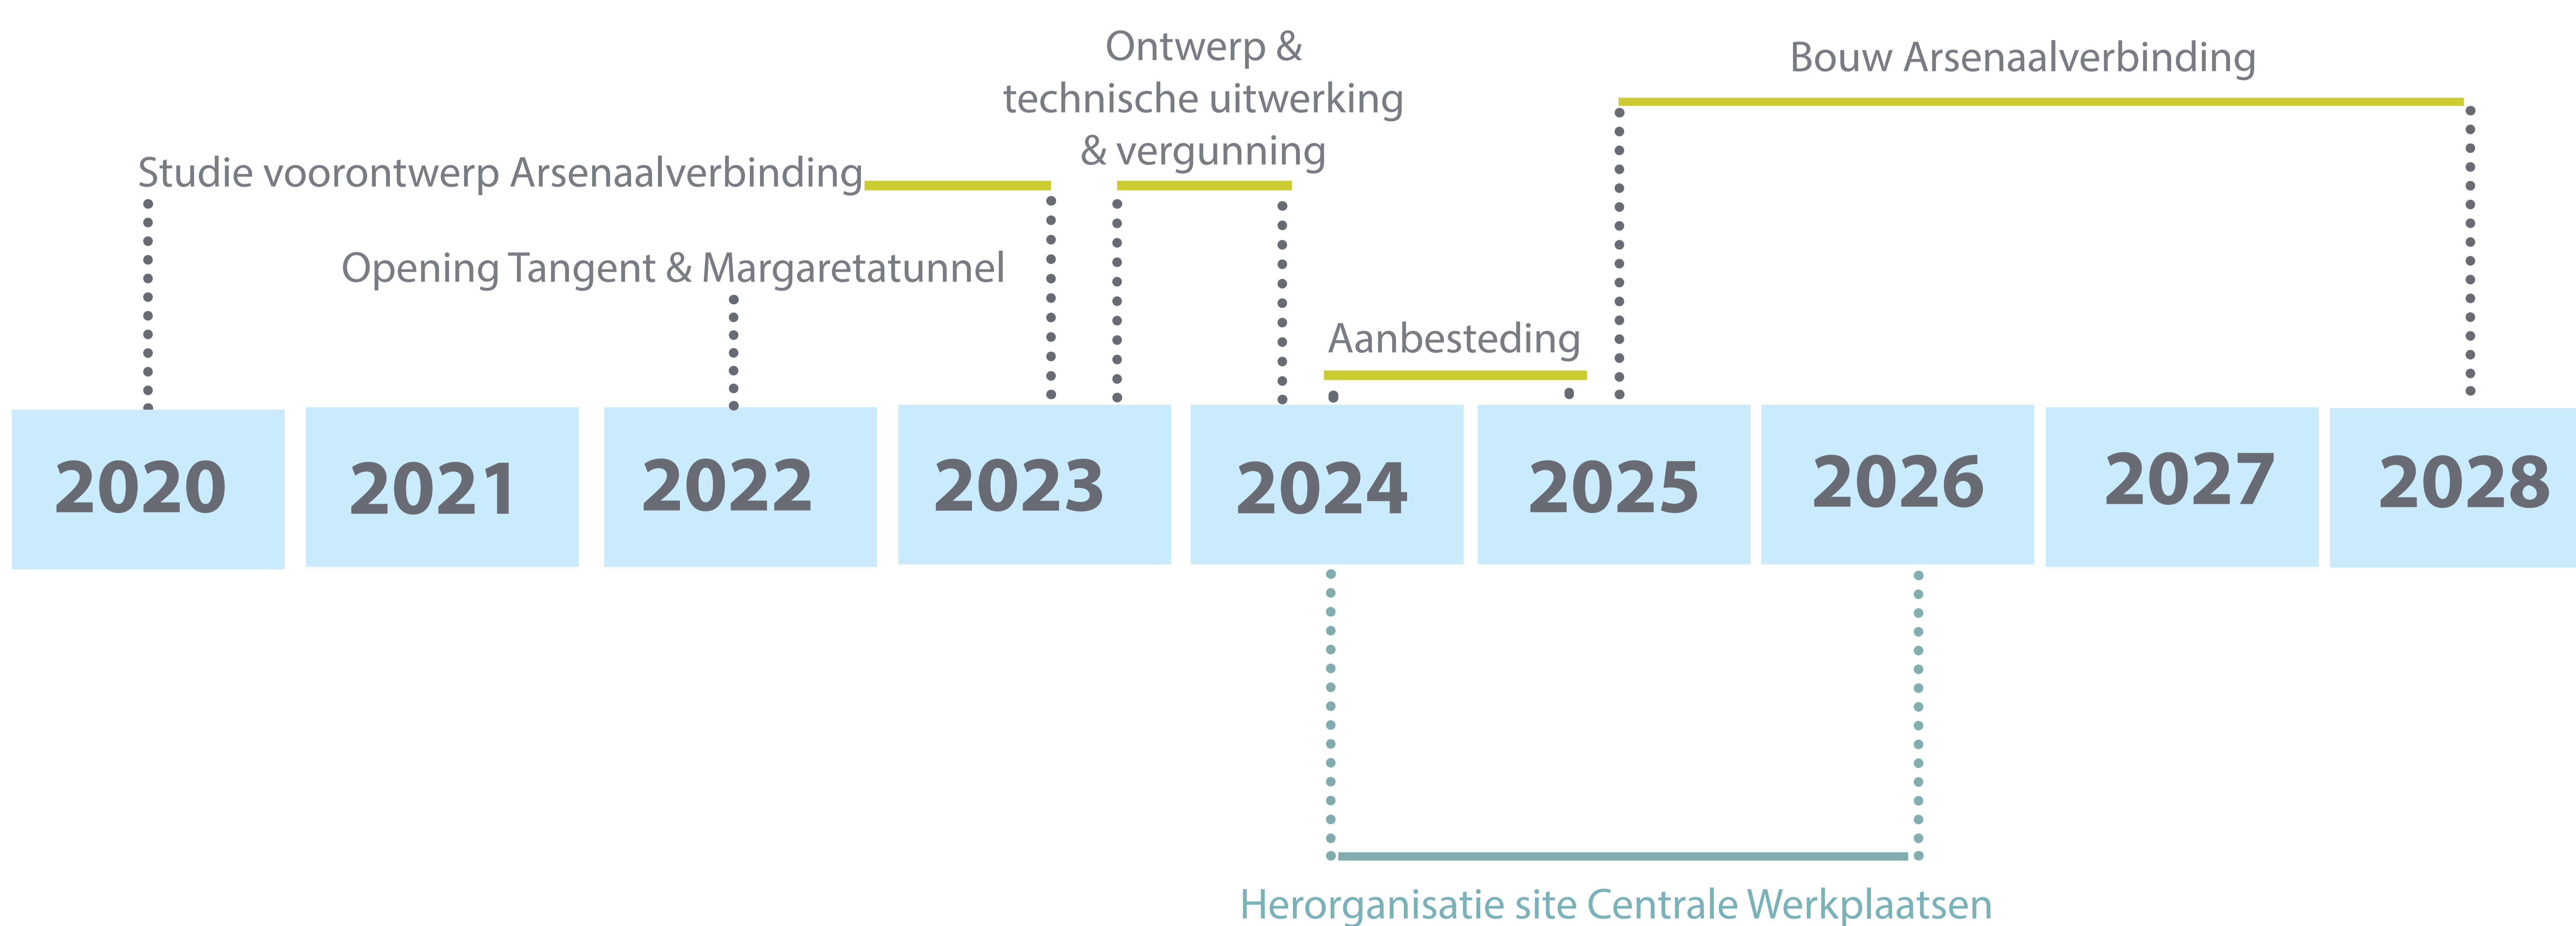 Ontwerp &
technische uitwerking
& vergunning
Bouw Arsenaalverbinding
Studie voorontwerp Arsenaalverbinding
Opening Tangent & Margaretatunnel
Aanbesteding
2020
2021
2022
2023
2024
2025
2026
2027
2028
Herorganisatie site Centrale Werkplaatsen